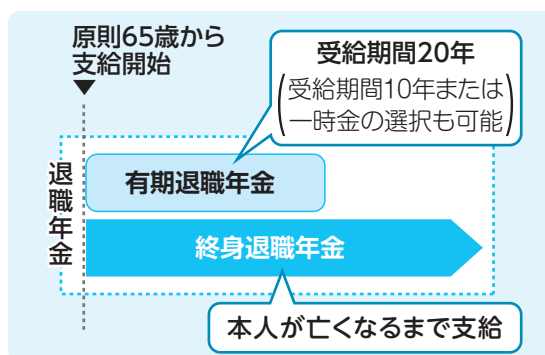 原則65歳から
支給開始
受給期間20年
(受給期間10年または
一時金の選択も可能)
退職年金
有期退職年金
終身退職年金
本人が亡くなるまで支給